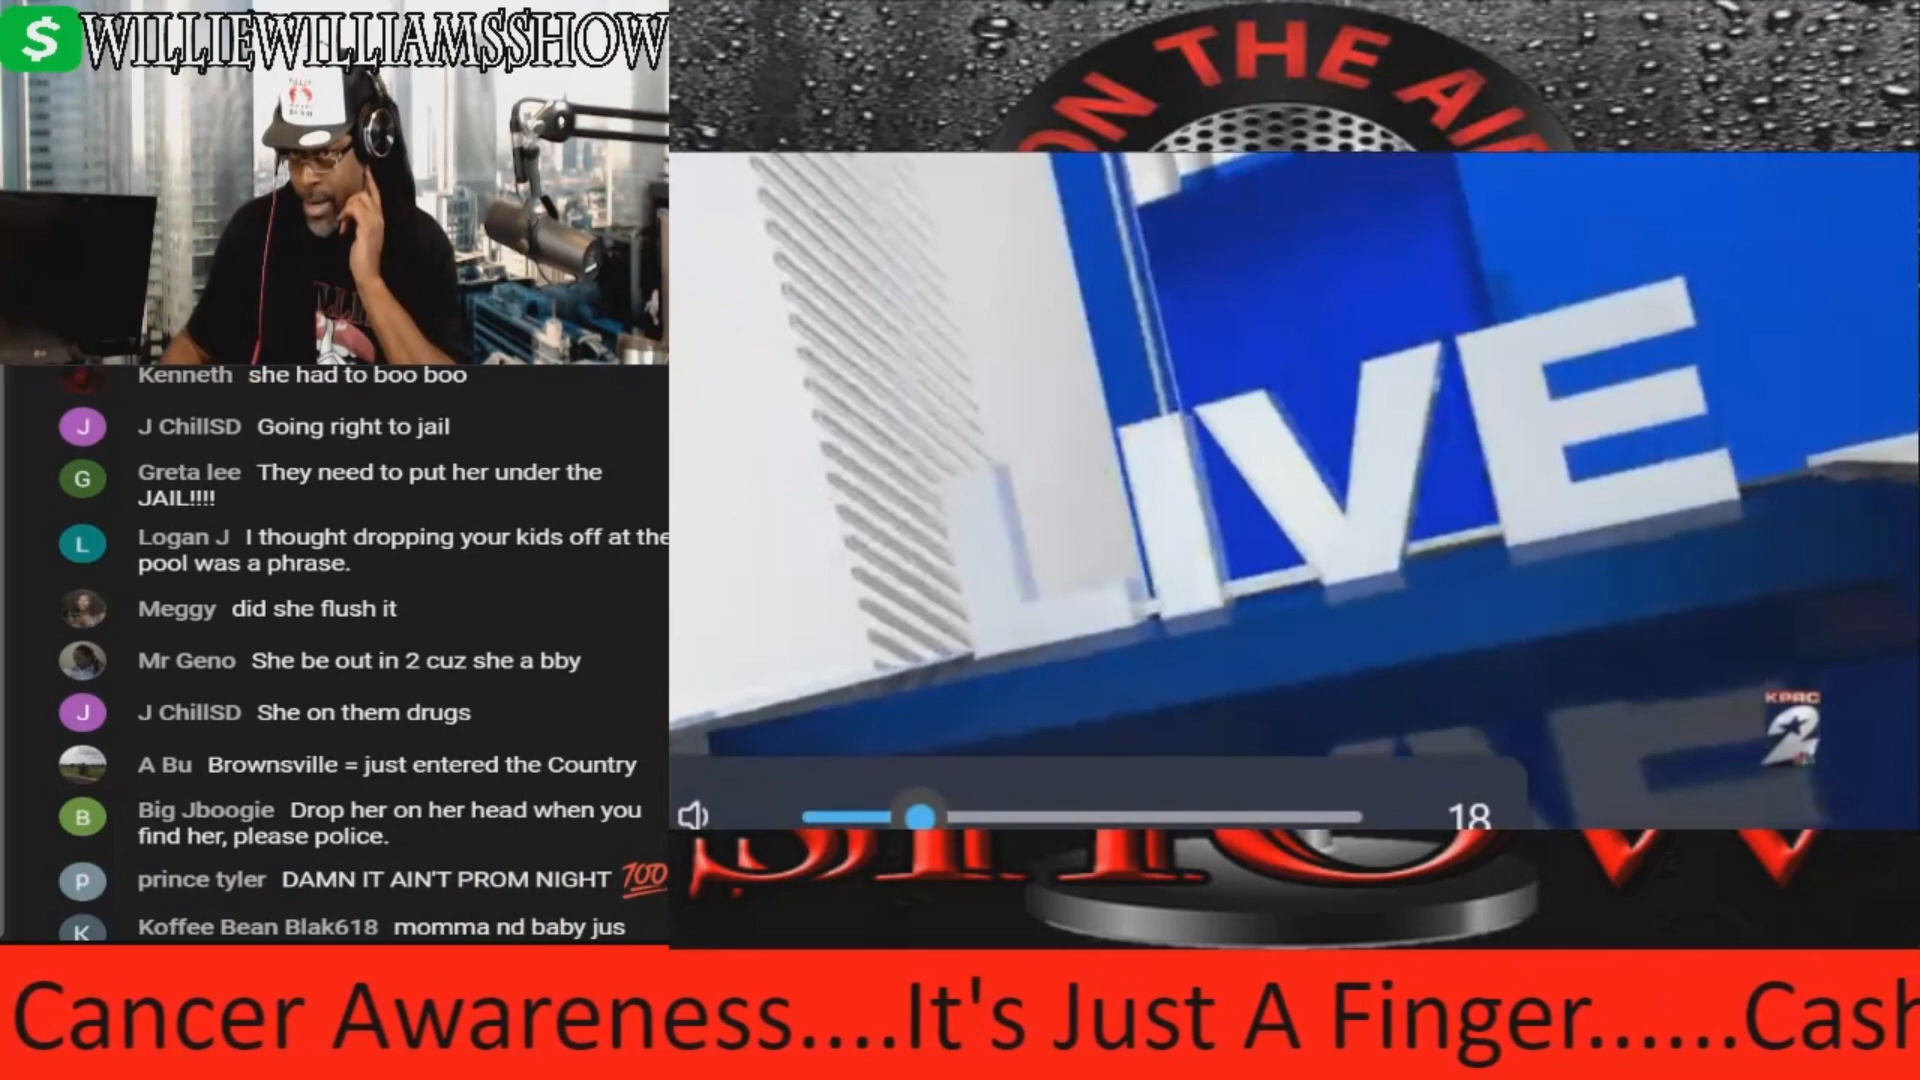 $ WILLIEWILLIAMSSHOW
ON THE AIR
Kenneth she had to boo boo
J J ChillSD Going right to jail
G Greta lee They need to put her under the
JAIL!!!!
L Logan J I thought dropping your kids off at the
pool was a phrase.
Meggy did she flush it
Mr Geno She be out in 2 cuz she a bby
J J ChillSD She on them drugs
A Bu Brownsville = just entered the Country
B Big Jboogie Drop her on her head when you
find her, please police.
P prince tyler DAMN IT AIN'T PROM NIGHT 💯
K Koffee Bean Blak618 momma nd baby jus
LIVE
KPRC
2
18
SHOW
Cancer Awareness....It's Just A Finger......Cash